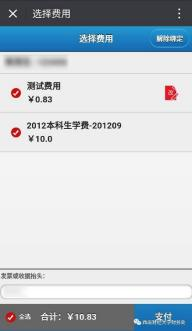 选择费用
选择费用
解除绑定
测试费用
￥0.83
改
2012本科生学费-201209
￥10.0
发票或收据抬头:
全选
合计：￥10.83
支付